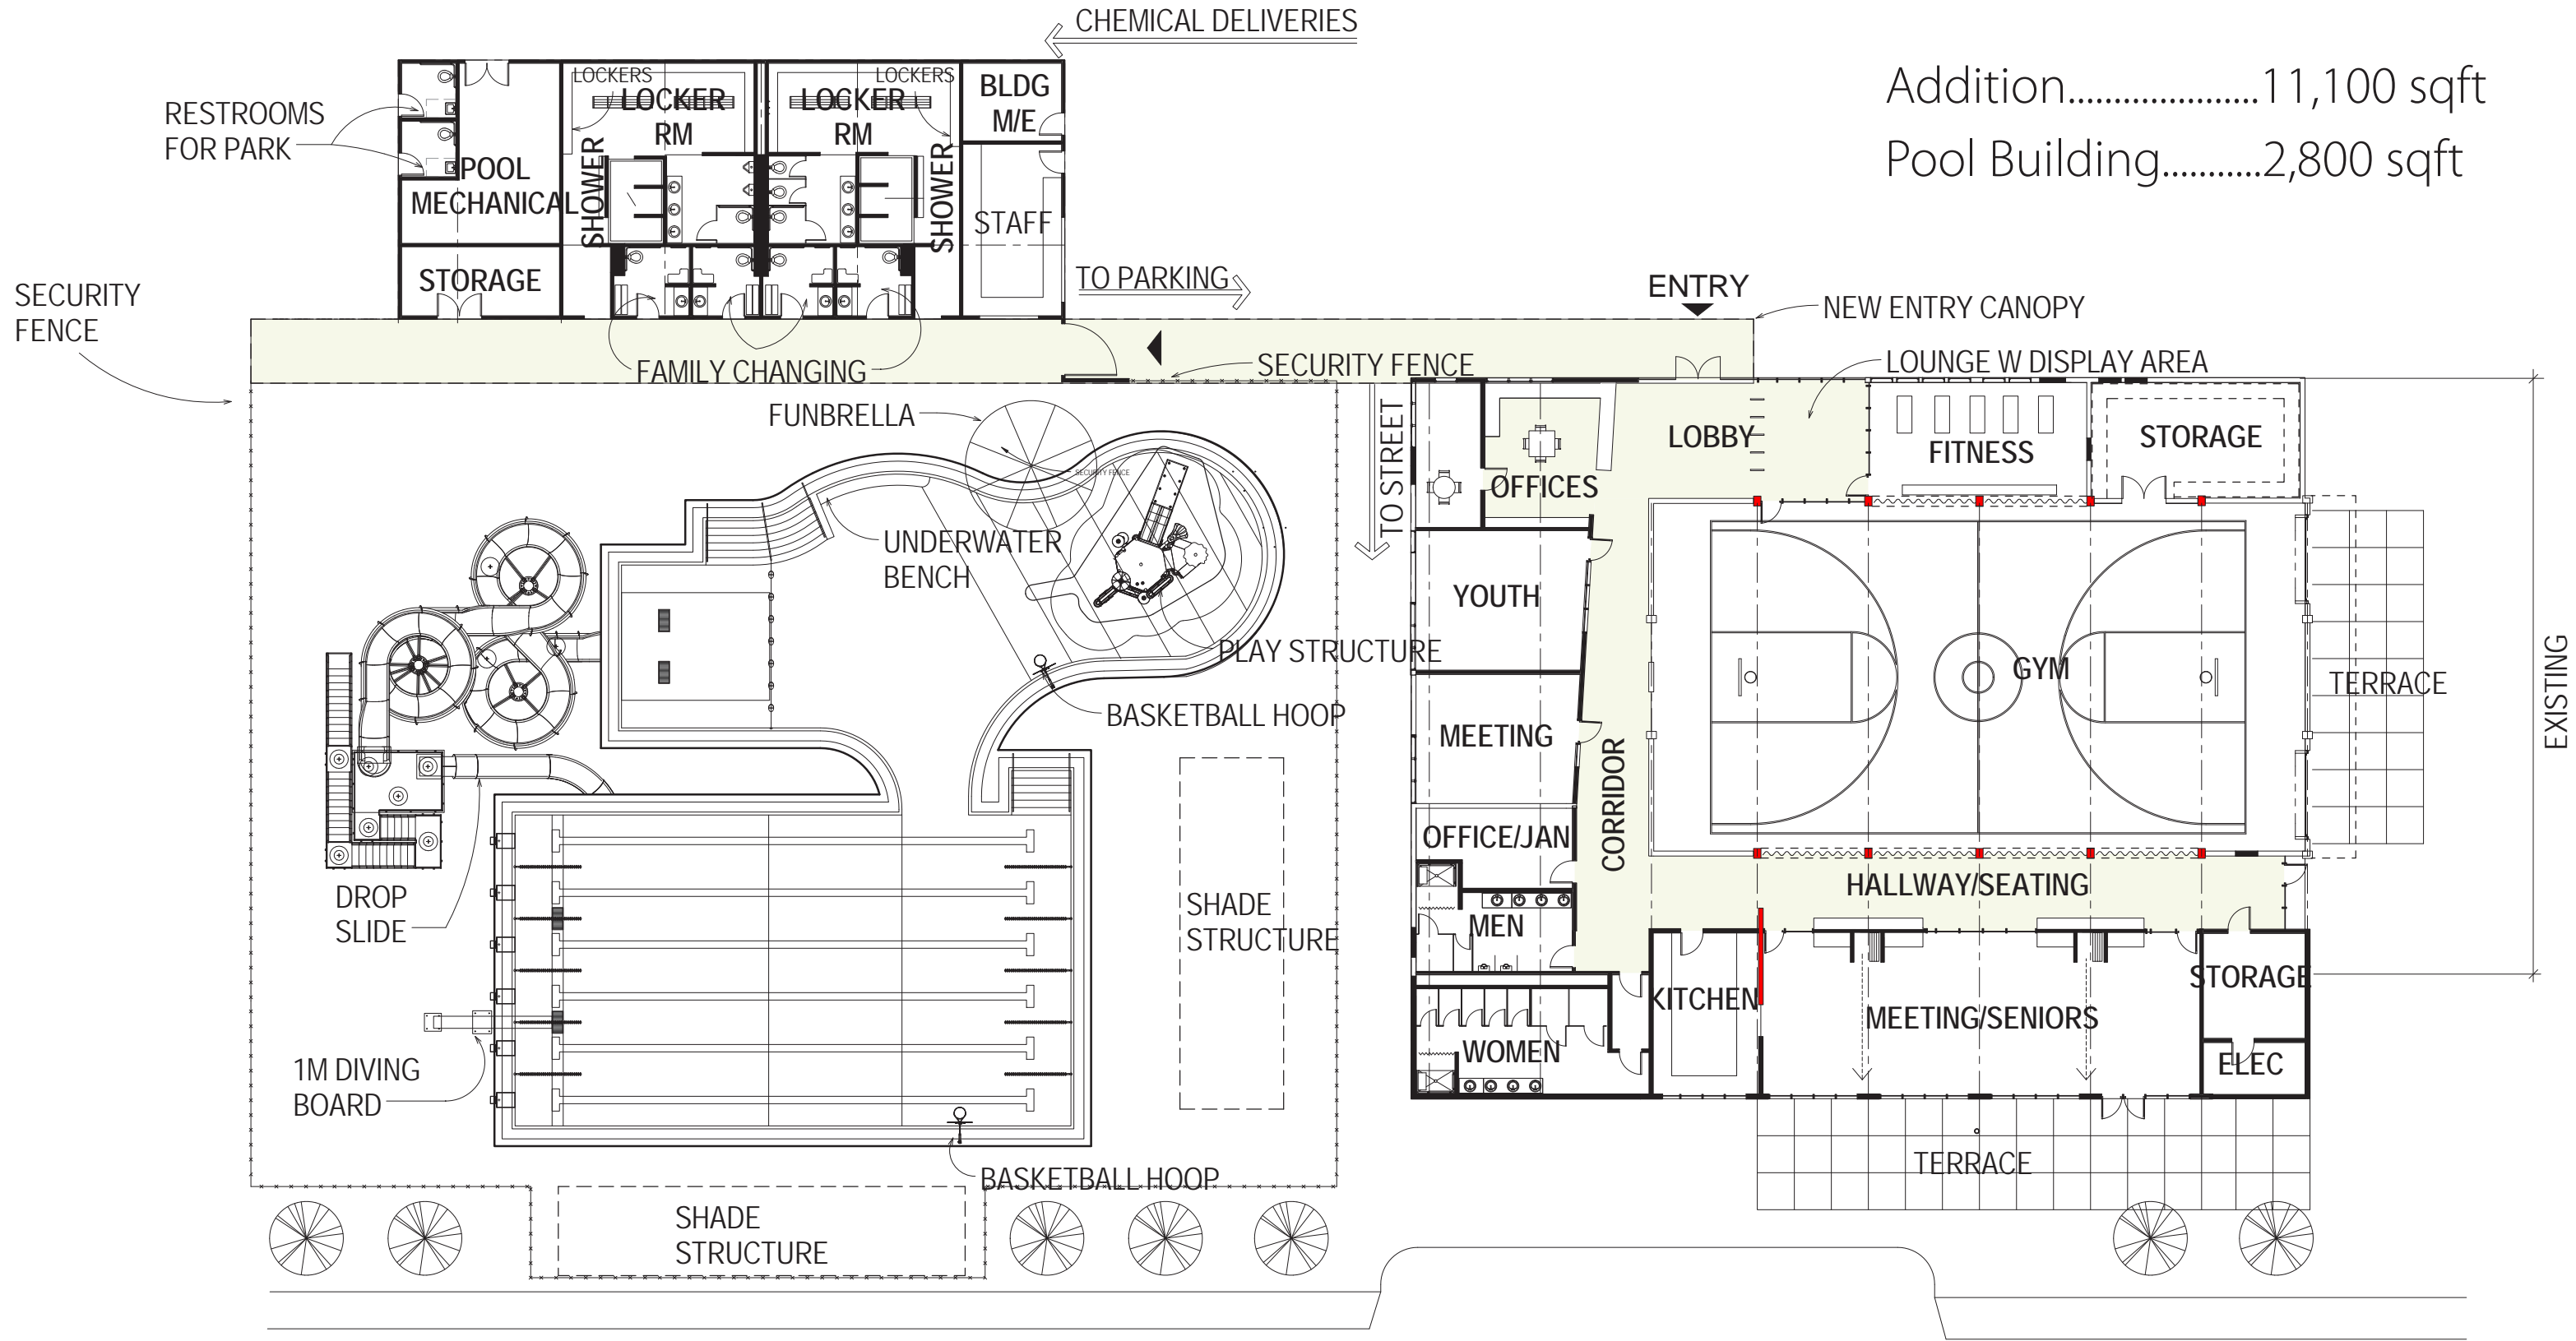 CHEMICAL DELIVERIES
Addition.....................11,100 sqft
Pool Building...........2,800 sqft
RESTROOMS
FOR PARK
LOCKERS
LOCKER
RM
LOCKERS
LOCKER
RM
BLDG
M/E
POOL
MECHANICAL
SHOWER
SHOWER
STAFF
STORAGE
TO PARKING
SECURITY
FENCE
ENTRY
NEW ENTRY CANOPY
FAMILY CHANGING
SECURITY FENCE
LOUNGE W DISPLAY AREA
FUNBRELLA
SECURITY FENCE
TO STREET
OFFICES
LOBBY
FITNESS
STORAGE
UNDERWATER
BENCH
YOUTH
PLAY STRUCTURE
GYM
TERRACE
EXISTING
BASKETBALL HOOP
MEETING
CORRIDOR
OFFICE/JAN
DROP
SLIDE
SHADE
STRUCTURE
MEN
HALLWAY/SEATING
KITCHEN
MEETING/SENIORS
STORAGE
WOMEN
ELEC
1M DIVING
BOARD
BASKETBALL HOOP
TERRACE
SHADE
STRUCTURE